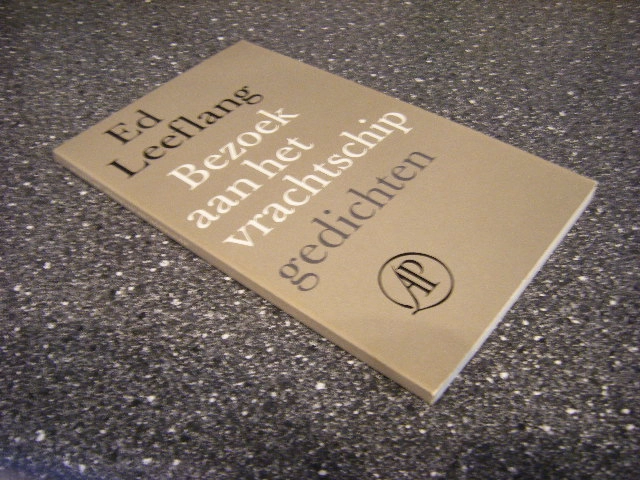 Ed
Leeflang
Bezoek
aan het
vrachtschip
gedichten
AP